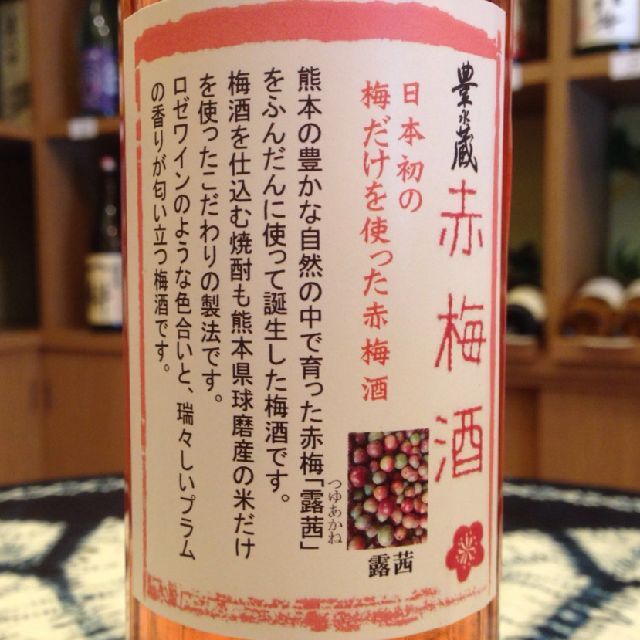 豊永蔵
赤梅酒
日本初の
梅だけを使った赤梅酒
露茜
熊本の豊かな自然の中で育った赤梅「露茜」
つゆあかね
をふんだんに使って誕生した梅酒です。
梅酒を仕込む焼酎も熊本県球磨産の米だけ
を使ったこだわりの製法です。
ロゼワインのような色合いと、瑞々しいプラム
の香りが匂い立つ梅酒です。